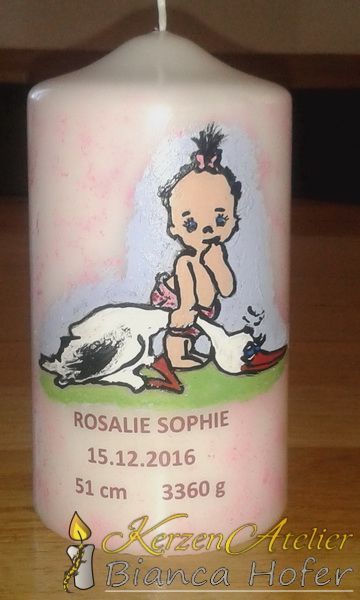 ROSALIE SOPHIE
15.12.2016
51 cm 3360 g
KerzenAtelier
Bianca Hofer